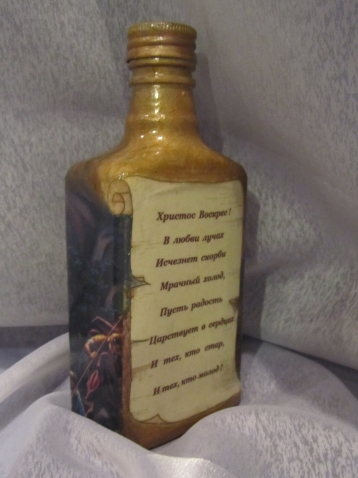 Христос Воскрес!
В любви лучах
Исчезнет скорби
Мрачный холод,
Пусть радость
Царствует в сердцах
И тех, кто стар,
И тех, кто молод!